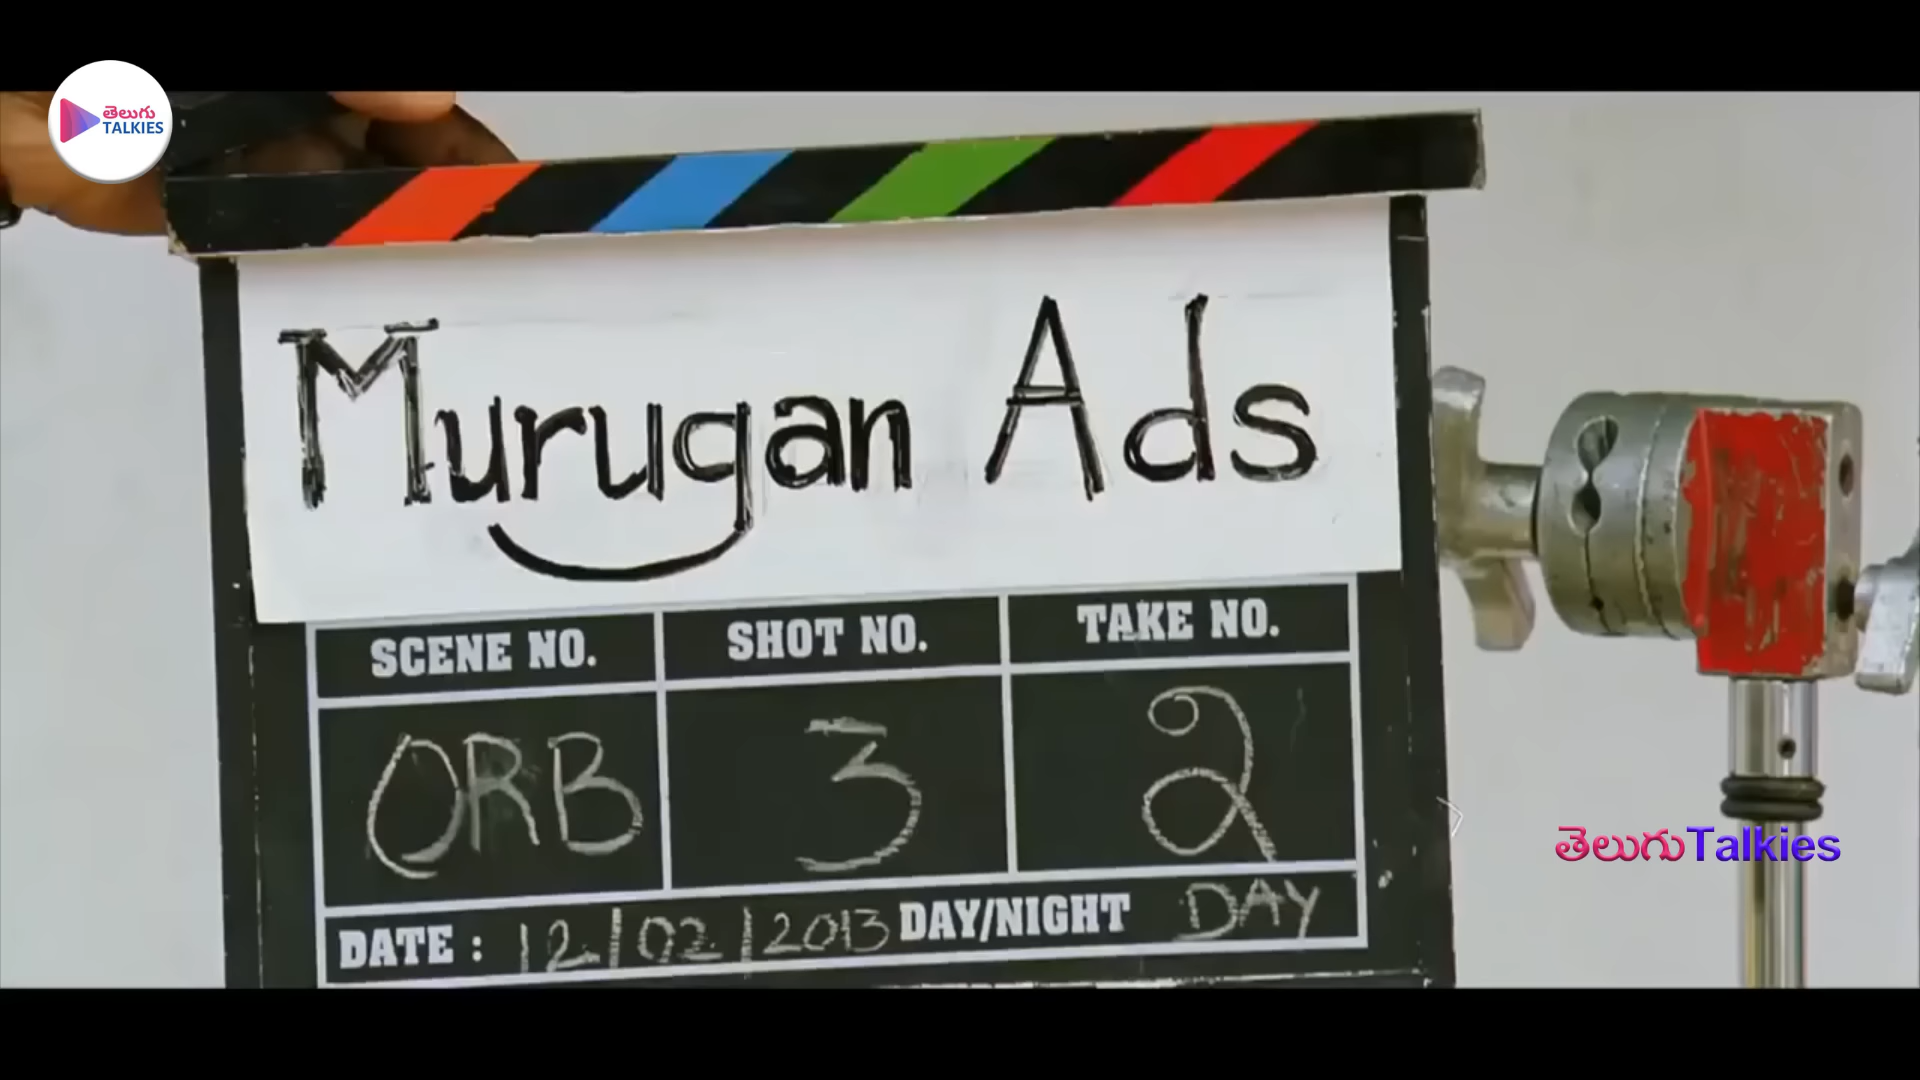 తెలుగు
TALKIES
Murugan Ads
SCENE NO. SHOT NO. TAKE NO.
ORB 3 2
DATE : 12/02/2013 DAY/NIGHT DAY
తెలుగుTalkies